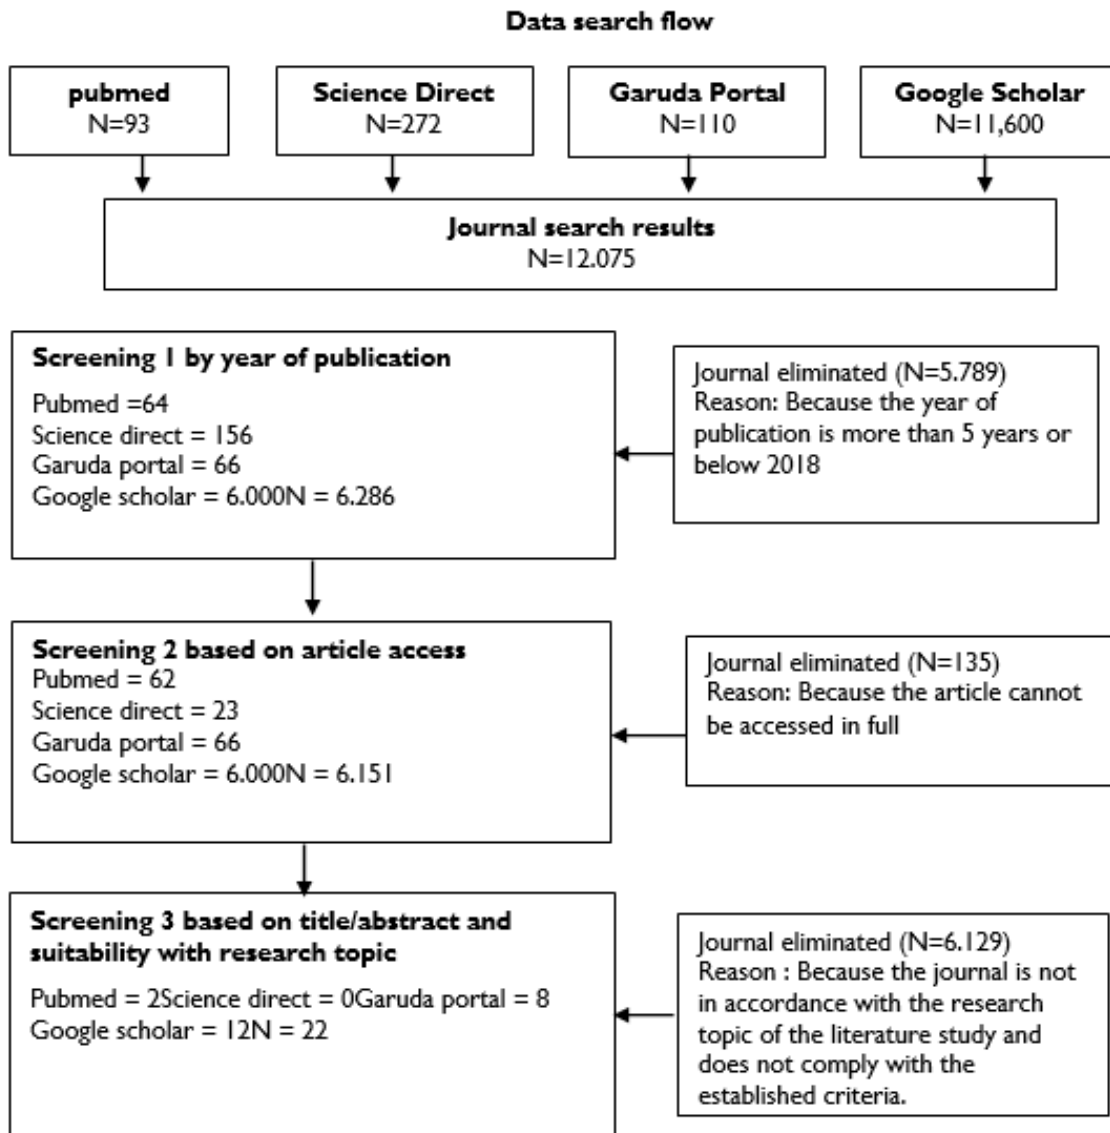 Data search flow
pubmed
N=93
Science Direct
N=272
Garuda Portal
N=110
Google Scholar
N=11,600
Journal search results
N=12.075
Screening 1 by year of publication
Pubmed =64
Science direct = 156
Garuda portal = 66
Google scholar = 6.000N = 6.286
Journal eliminated (N=5.789)
Reason: Because the year of
publication is more than 5 years or
below 2018
Screening 2 based on article access
Pubmed = 62
Science direct = 23
Garuda portal = 66
Google scholar = 6.000N = 6.151
Journal eliminated (N=135)
Reason: Because the article cannot
be accessed in full
Screening 3 based on title/abstract and
suitability with research topic
Pubmed = 2Science direct = 0Garuda portal = 8
Google scholar = 12N = 22
Journal eliminated (N=6.129)
Reason : Because the journal is not
in accordance with the research
topic of the literature study and
does not comply with the
established criteria.